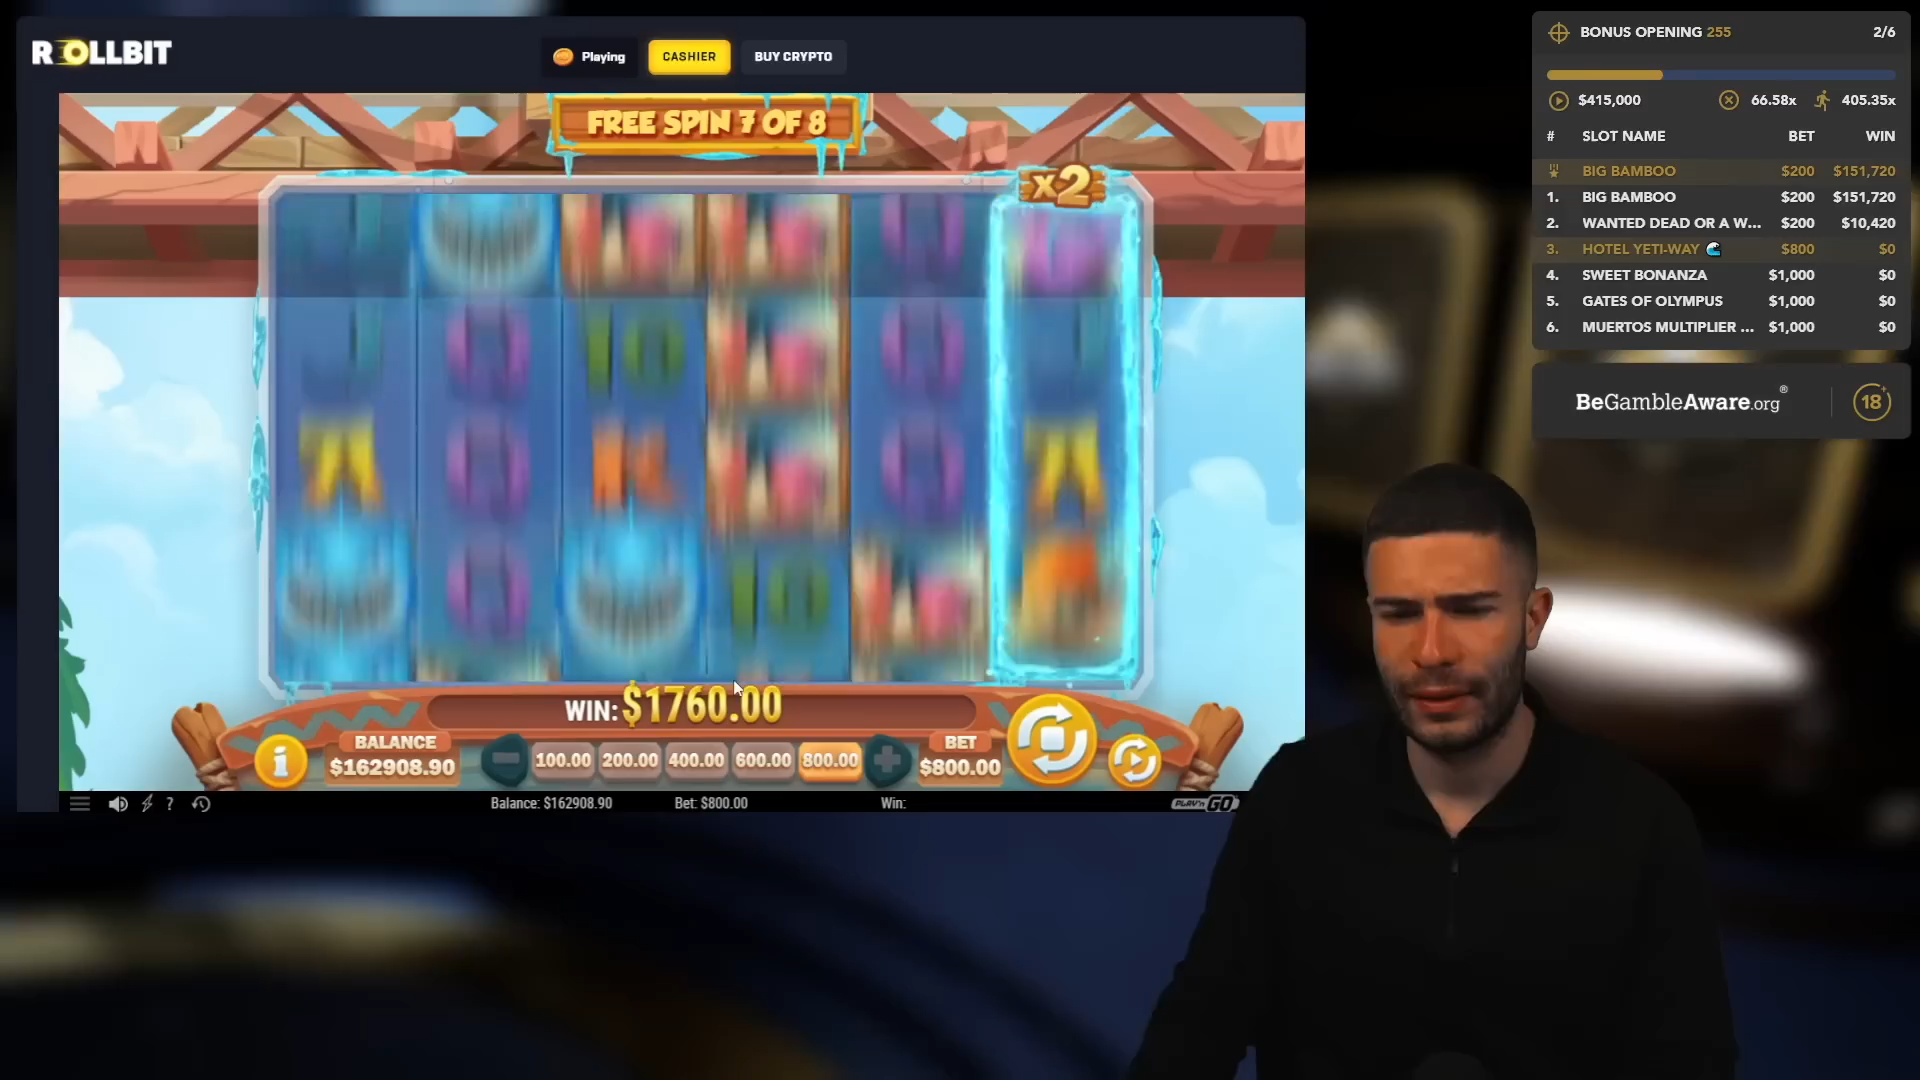 ROLLBIT
Playing
CASHIER
BUY CRYPTO
FREE SPIN 7 OF 8
x2
WIN: $1760.00
BALANCE
$162908.90
100.00 200.00 400.00 600.00 800.00
BET
$800.00
Balance: $162908.90 Bet: $800.00 Win:
PLAY'n GO
BONUS OPENING 255 2/6
$415,000 66.58x 405.35x
# SLOT NAME BET WIN
BIG BAMBOO $200 $151,720
1. BIG BAMBOO $200 $151,720
2. WANTED DEAD OR A W... $200 $10,420
3. HOTEL YETI-WAY $800 $0
4. SWEET BONANZA $1,000 $0
5. GATES OF OLYMPUS $1,000 $0
6. MUERTOS MULTIPLIER ... $1,000 $0
BeGambleAware.org® 18+